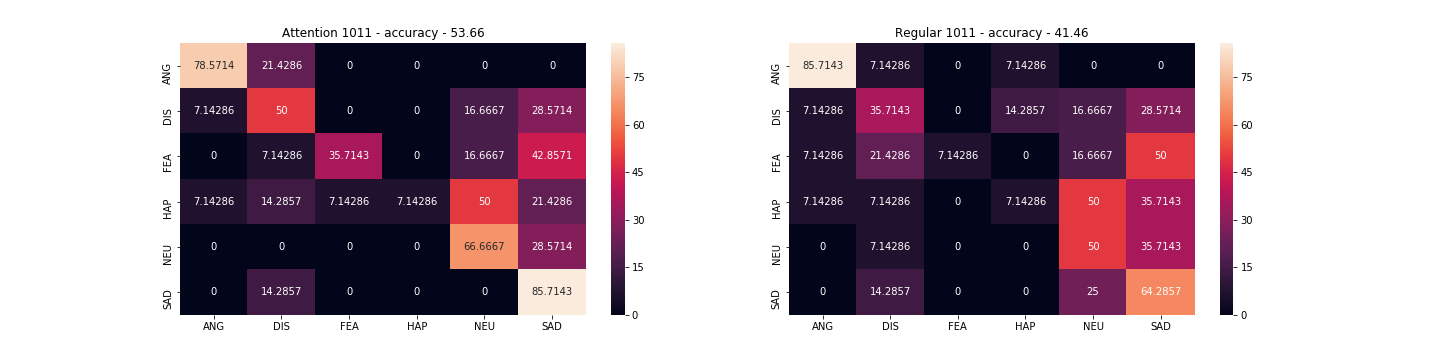 Attention 1011 - accuracy - 53.66
ANG 78.5714 21.4286 0 0 0 0
DIS 7.14286 50 0 0 16.6667 28.5714
FEA 0 7.14286 35.7143 0 16.6667 42.8571
HAP 7.14286 14.2857 7.14286 7.14286 50 21.4286
NEU 0 0 0 0 66.6667 28.5714
SAD 0 14.2857 0 0 0 85.7143
ANG DIS FEA HAP NEU SAD
75
60
45
30
15
0
Regular 1011 - accuracy - 41.46
ANG 85.7143 7.14286 0 7.14286 0 0
DIS 7.14286 35.7143 0 14.2857 16.6667 28.5714
FEA 7.14286 21.4286 7.14286 0 16.6667 50
HAP 7.14286 7.14286 0 7.14286 50 35.7143
NEU 0 7.14286 0 0 50 35.7143
SAD 0 14.2857 0 0 25 64.2857
ANG DIS FEA HAP NEU SAD
75
60
45
30
15
0